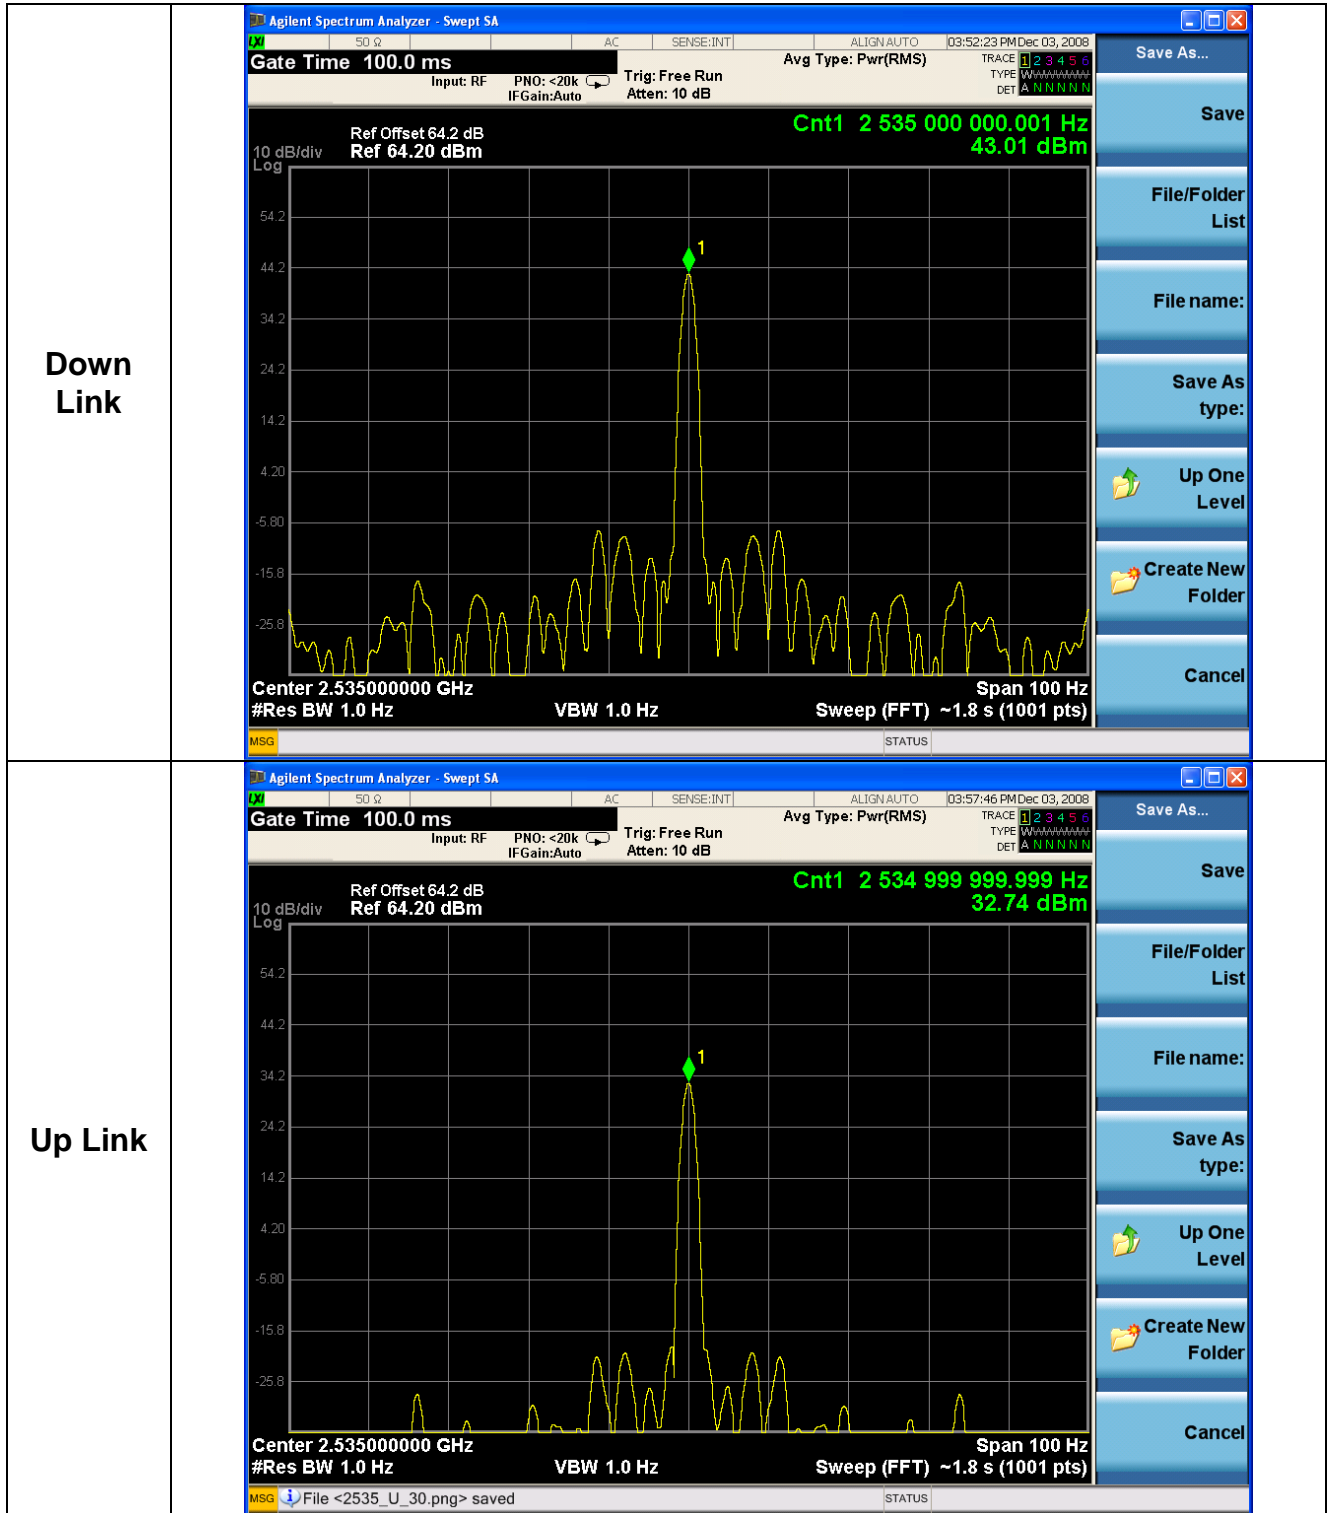 Down
Link
Agilent Spectrum Analyzer - Swept SA
LXI 50 Ω AC SENSE:INT ALIGN AUTO 03:52:23 PM Dec 03, 2008
Gate Time 100.0 ms
Input: RF PNO: <20k
IFGain:Auto
Trig: Free Run
Atten: 10 dB
Avg Type: Pwr(RMS)
TRACE 1 2 3 4 5 6
TYPE
DET A N N N N N
Cnt1 2 535 000 000.001 Hz
43.01 dBm
Ref Offset 64.2 dB
10 dB/div Ref 64.20 dBm
Log
54.2
44.2
34.2
24.2
14.2
4.20
-5.80
-15.8
-25.8
1
Center 2.535000000 GHz Span 100 Hz
#Res BW 1.0 Hz VBW 1.0 Hz Sweep (FFT) ~1.8 s (1001 pts)
MSG STATUS
Save As...
Save
File/Folder
List
File name:
Save As
type:
Up One
Level
Create New
Folder
Cancel
Up Link
Agilent Spectrum Analyzer - Swept SA
LXI 50 Ω AC SENSE:INT ALIGN AUTO 03:57:46 PM Dec 03, 2008
Gate Time 100.0 ms
Input: RF PNO: <20k
IFGain:Auto
Trig: Free Run
Atten: 10 dB
Avg Type: Pwr(RMS)
TRACE 1 2 3 4 5 6
TYPE
DET A N N N N N
Cnt1 2 534 999 999.999 Hz
32.74 dBm
Ref Offset 64.2 dB
10 dB/div Ref 64.20 dBm
Log
54.2
44.2
34.2
24.2
14.2
4.20
-5.80
-15.8
-25.8
1
Center 2.535000000 GHz Span 100 Hz
#Res BW 1.0 Hz VBW 1.0 Hz Sweep (FFT) ~1.8 s (1001 pts)
MSG File <2535_U_30.png> saved STATUS
Save As...
Save
File/Folder
List
File name:
Save As
type:
Up One
Level
Create New
Folder
Cancel